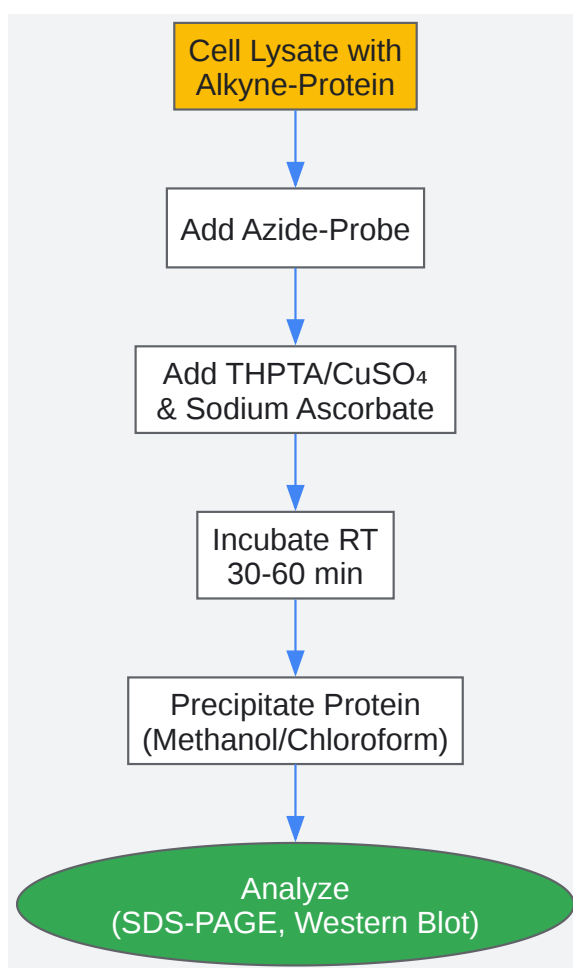 Cell Lysate with
Alkyne-Protein
Add Azide-Probe
Add THPTA/CuSO₄
& Sodium Ascorbate
Incubate RT
30-60 min
Precipitate Protein
(Methanol/Chloroform)
Analyze
(SDS-PAGE, Western Blot)